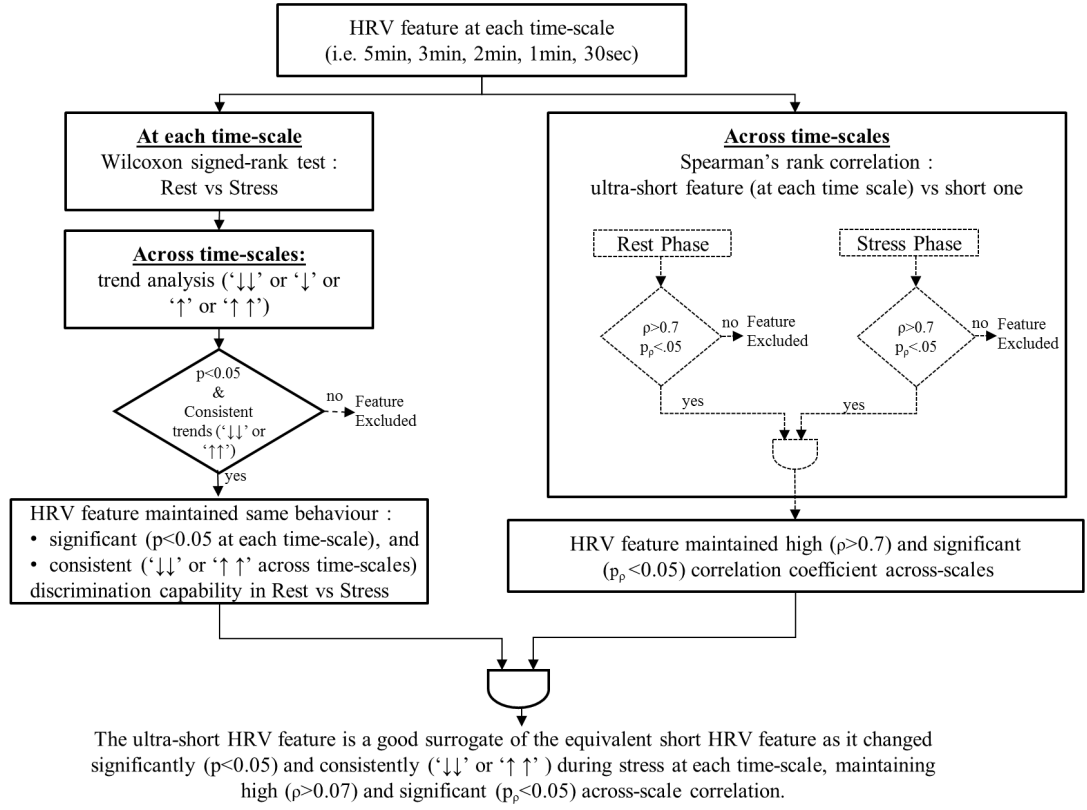 HRV feature at each time-scale
(i.e. 5min, 3min, 2min, 1min, 30sec)
At each time-scale
Wilcoxon signed-rank test :
Rest vs Stress
Across time-scales:
trend analysis (‘↓↓’ or ‘↓’ or
‘↑’ or ‘↑ ↑’)
p<0.05
&
Consistent
trends (‘↓↓’ or
‘↑↑’)
no
Feature
Excluded
yes
HRV feature maintained same behaviour :
• significant (p<0.05 at each time-scale), and
• consistent (‘↓↓’ or ‘↑ ↑’ across time-scales)
discrimination capability in Rest vs Stress
Across time-scales
Spearman’s rank correlation :
ultra-short feature (at each time scale) vs short one
Rest Phase
ρ>0.7
pρ<.05
no
Feature
Excluded
yes
Stress Phase
ρ>0.7
pρ<.05
no
Feature
Excluded
yes
HRV feature maintained high (ρ>0.7) and significant
(pρ<0.05) correlation coefficient across-scales
The ultra-short HRV feature is a good surrogate of the equivalent short HRV feature as it changed
significantly (p<0.05) and consistently (‘↓↓’ or ‘↑ ↑’ ) during stress at each time-scale, maintaining
high (ρ>0.07) and significant (pρ<0.05) across-scale correlation.